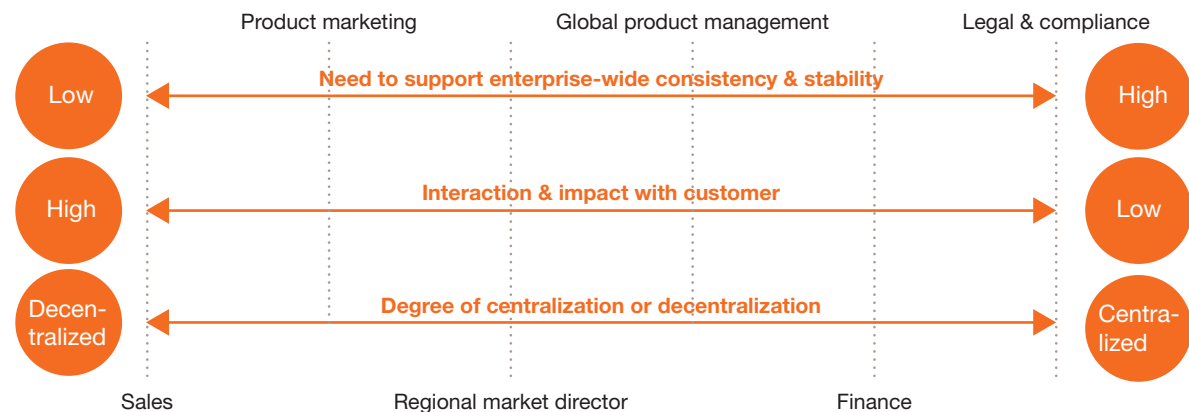 Product marketing
Global product management
Legal & compliance
Low
Need to support enterprise-wide consistency & stability
High
High
Interaction & impact with customer
Low
Decen-
tralized
Degree of centralization or decentralization
Centra-
lized
Sales
Regional market director
Finance